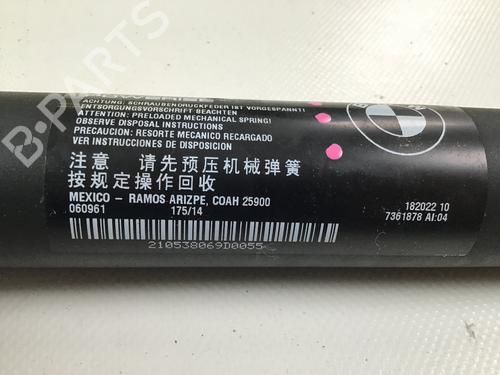 ACHTUNG: SCHRAUBENDRUCKFEDER IST VORGESPANNT!
ENTSORGUNGSVORSCHRIFT BEACHTEN
ATTENTION: PRELOADED MECHANICAL SPRING!
OBSERVE DISPOSAL INSTRUCTIONS
PRECAUCION: RESORTE MECANICO RECARGADO
VER INSTRUCCIONES DE DISPOSICION
注意 请先预压机械弹簧
按规定操作回收
MEXICO - RAMOS ARIZPE, COAH 25900
060961 175/14
210538069D0055
182022 10
7361878 AI:04
B-PARTS